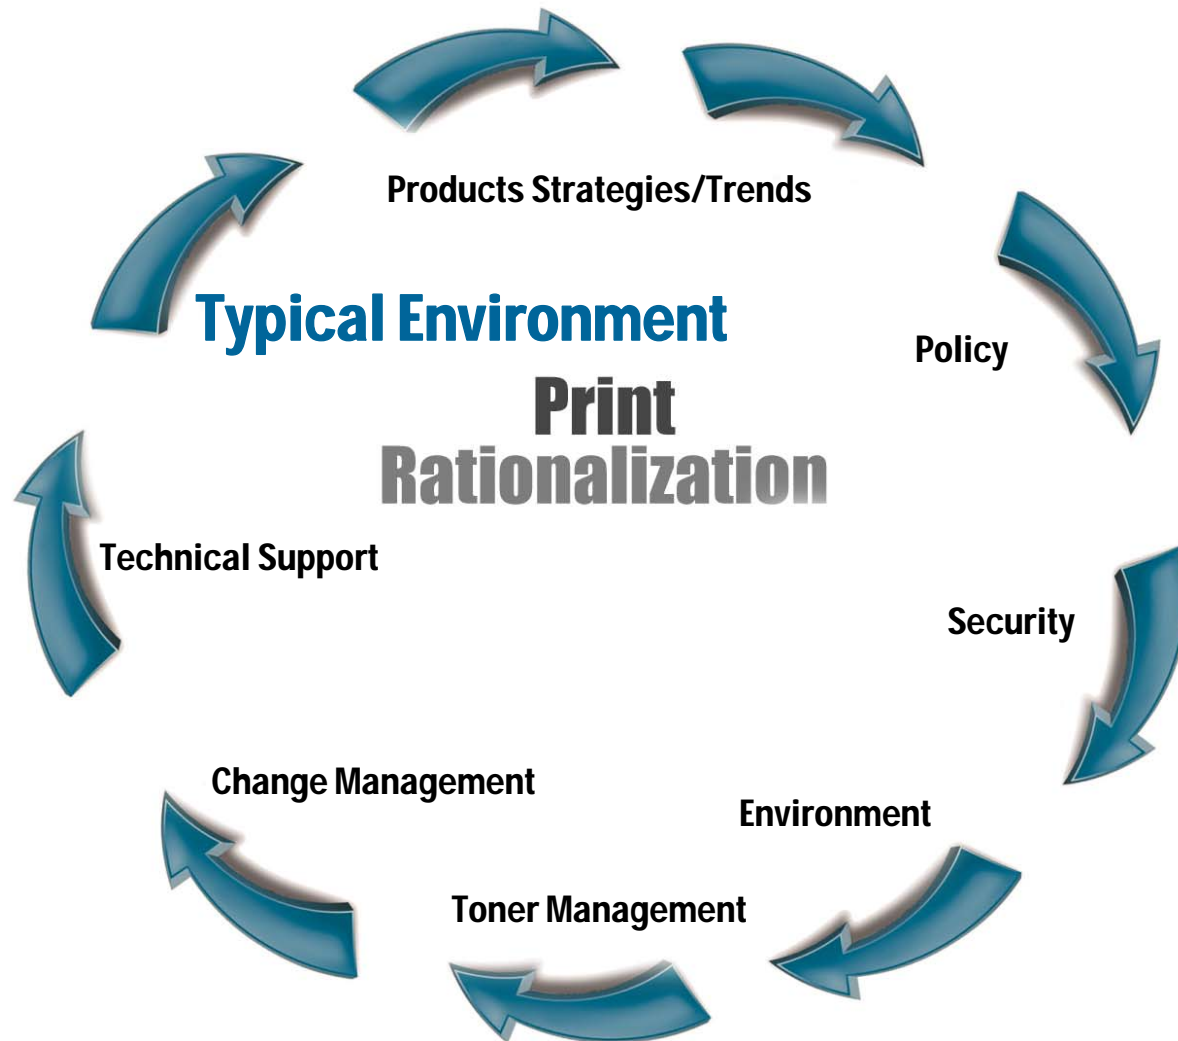 Products Strategies/Trends
Typical Environment
Policy
Print
Rationalization
Technical Support
Security
Change Management
Environment
Toner Management